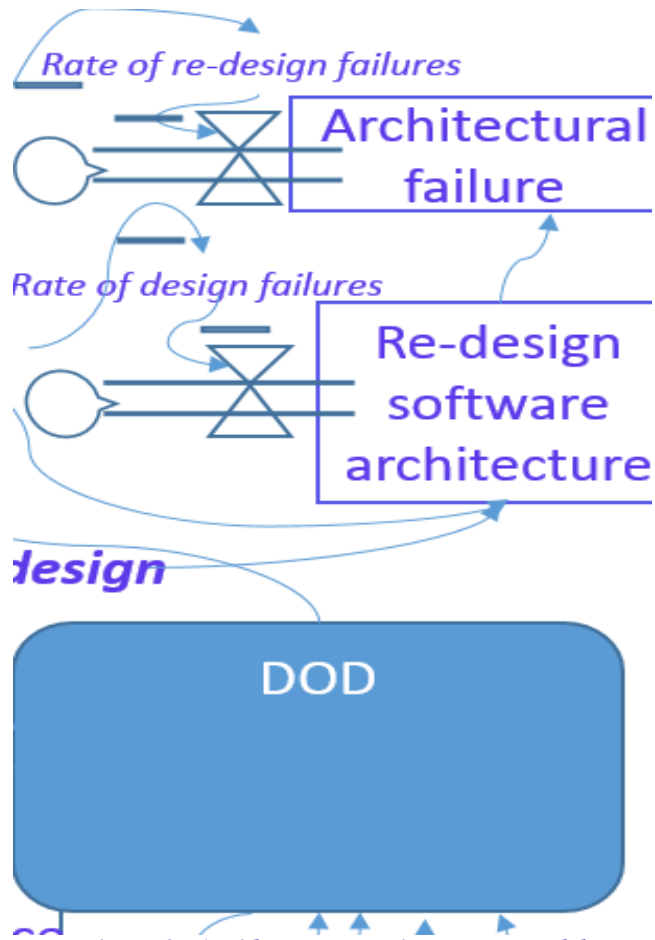 Rate of re-design failures
Architectural
failure
Rate of design failures
Re-design
software
architecture
design
DOD